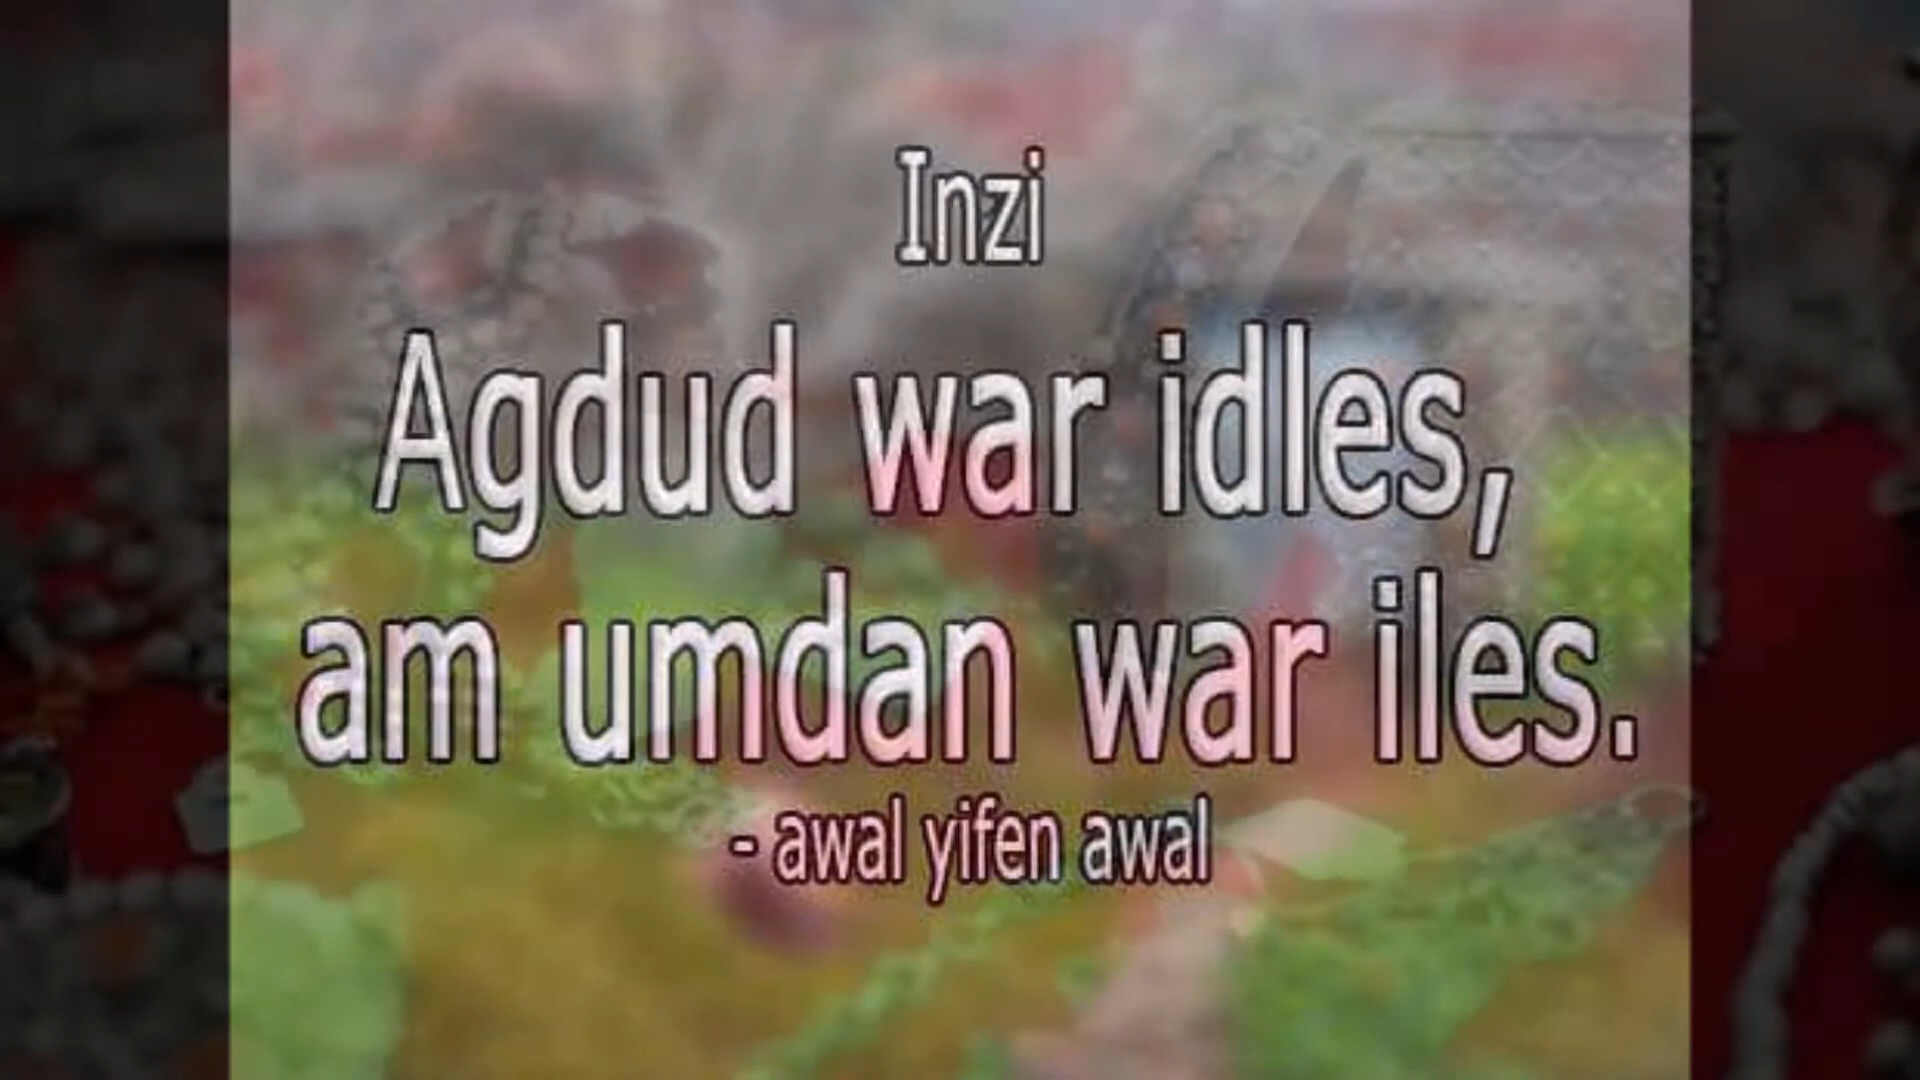 Inzi
Agdud war idles,
am umdan war iles.
- awal yifen awal